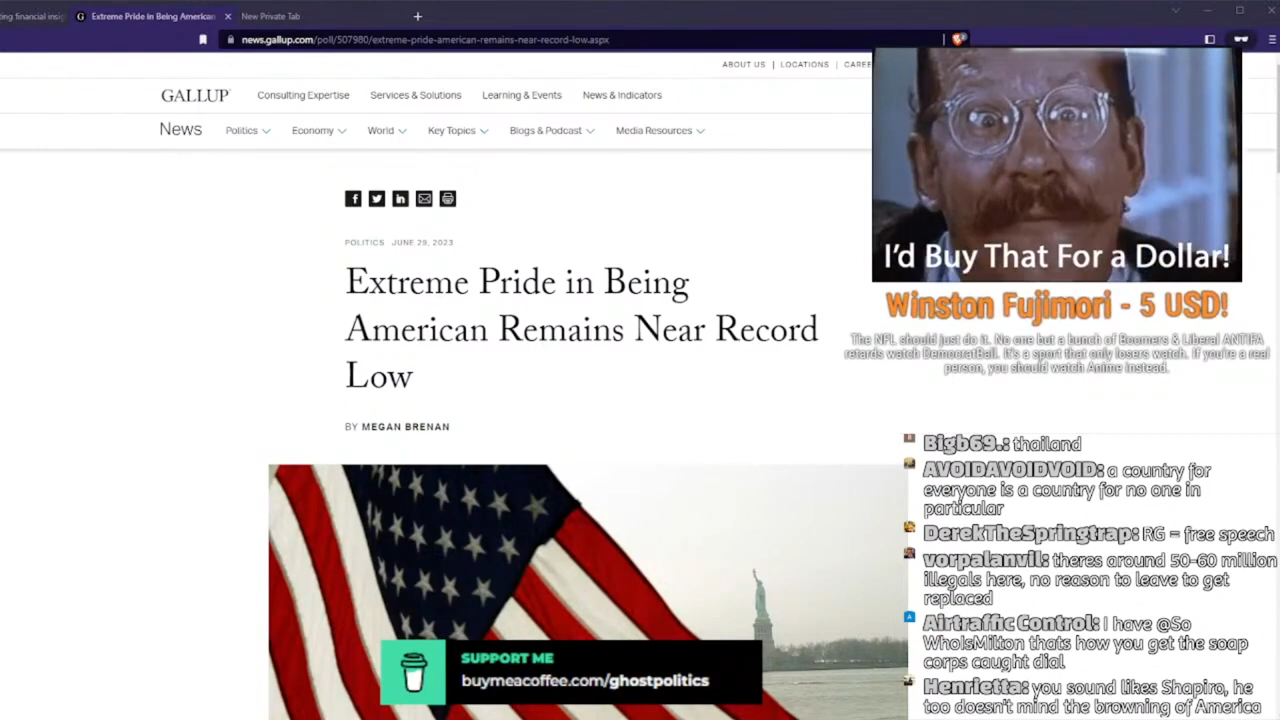 ting financial insig
G Extreme Pride in Being American
New Private Tab
news.gallup.com/poll/507980/extreme-pride-american-remains-near-record-low.aspx
ABOUT US | LOCATIONS | CAREE
GALLUP
Consulting Expertise
Services & Solutions
Learning & Events
News & Indicators
News
Politics
Economy
World
Key Topics
Blogs & Podcast
Media Resources
POLITICS JUNE 29, 2023
Extreme Pride in Being
American Remains Near Record
Low
BY MEGAN BRENAN
SUPPORT ME
buymeacoffee.com/ghostpolitics
I'd Buy That For a Dollar!
Winston Fujimori - 5 USD!
The NFL should just do it. No one but a bunch of Boomers & Liberal ANTIFA
retards watch DemocratBall. It's a sport that only losers watch. If you're a real
person, you should watch Anime instead.
Bigb69.: thailand
AVOIDAVOIDVOID: a country for
everyone is a country for no one in
particular
DerekTheSpringtrap: RG = free speech
vorpalanvil: theres around 50-60 million
illegals here, no reason to leave to get
replaced
Airtraffic Control: I have @So
WhoIsMilton thats how you get the soap
corps caught dial
Henrietta: you sound likes Shapiro, he
too doesn't mind the browning of America